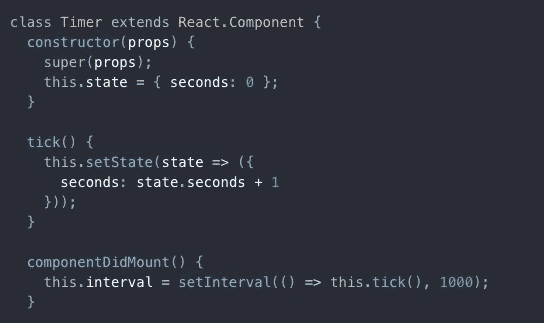 class Timer extends React.Component {
  constructor(props) {
    super(props);
    this.state = { seconds: 0 };
  }

  tick() {
    this.setState(state => ({
      seconds: state.seconds + 1
    }));
  }

  componentDidMount() {
    this.interval = setInterval(() => this.tick(), 1000);
  }